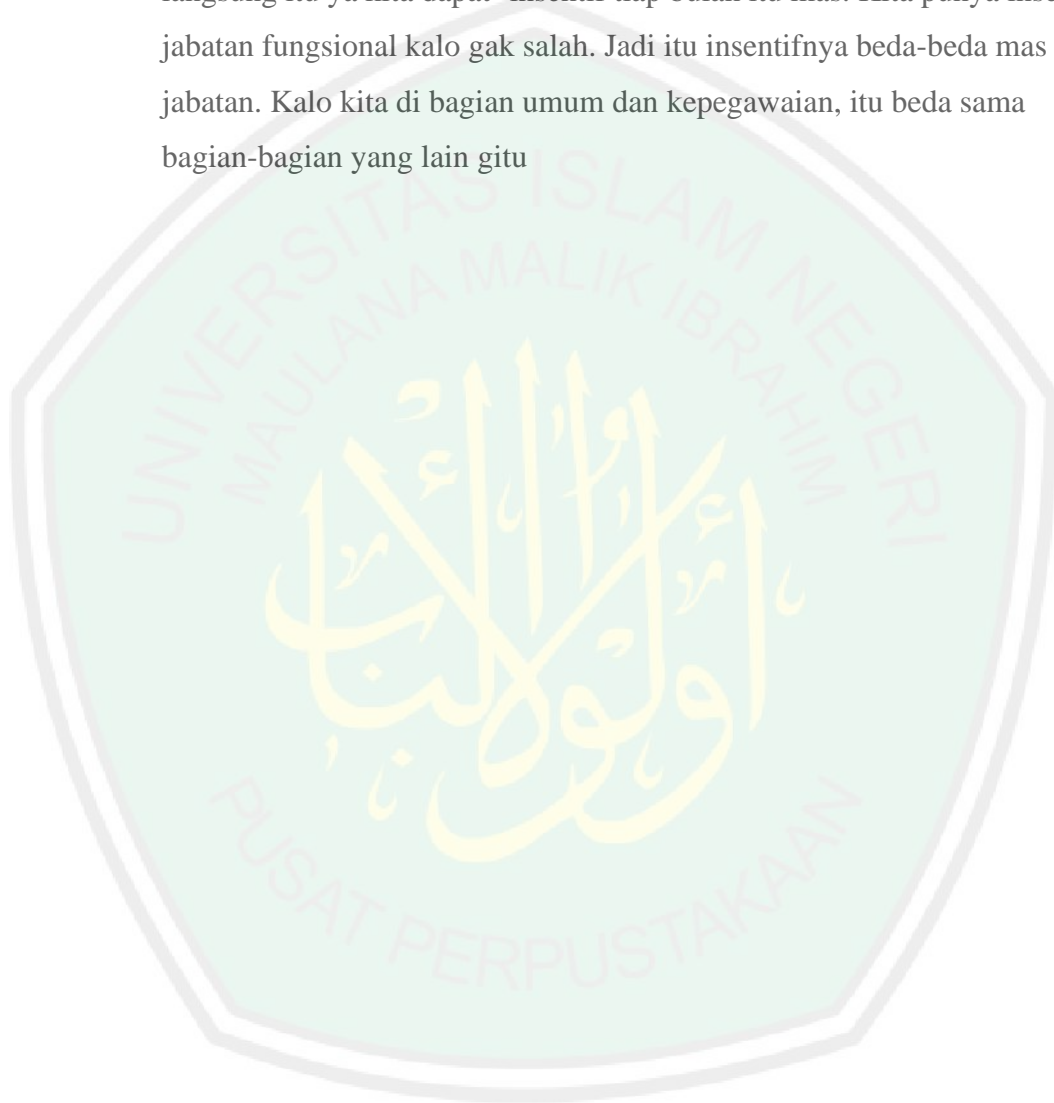 jabatan fungsional kalo gak salah. Jadi itu insentifnya beda-beda mas
jabatan. Kalo kita di bagian umum dan kepegawaian, itu beda sama
bagian-bagian yang lain gitu
UNIVERSITAS ISLAM NEGERI
MAULANA MALIK IBRAHIM
أولوا الألباب
PUSAT PERPUSTAKAAN